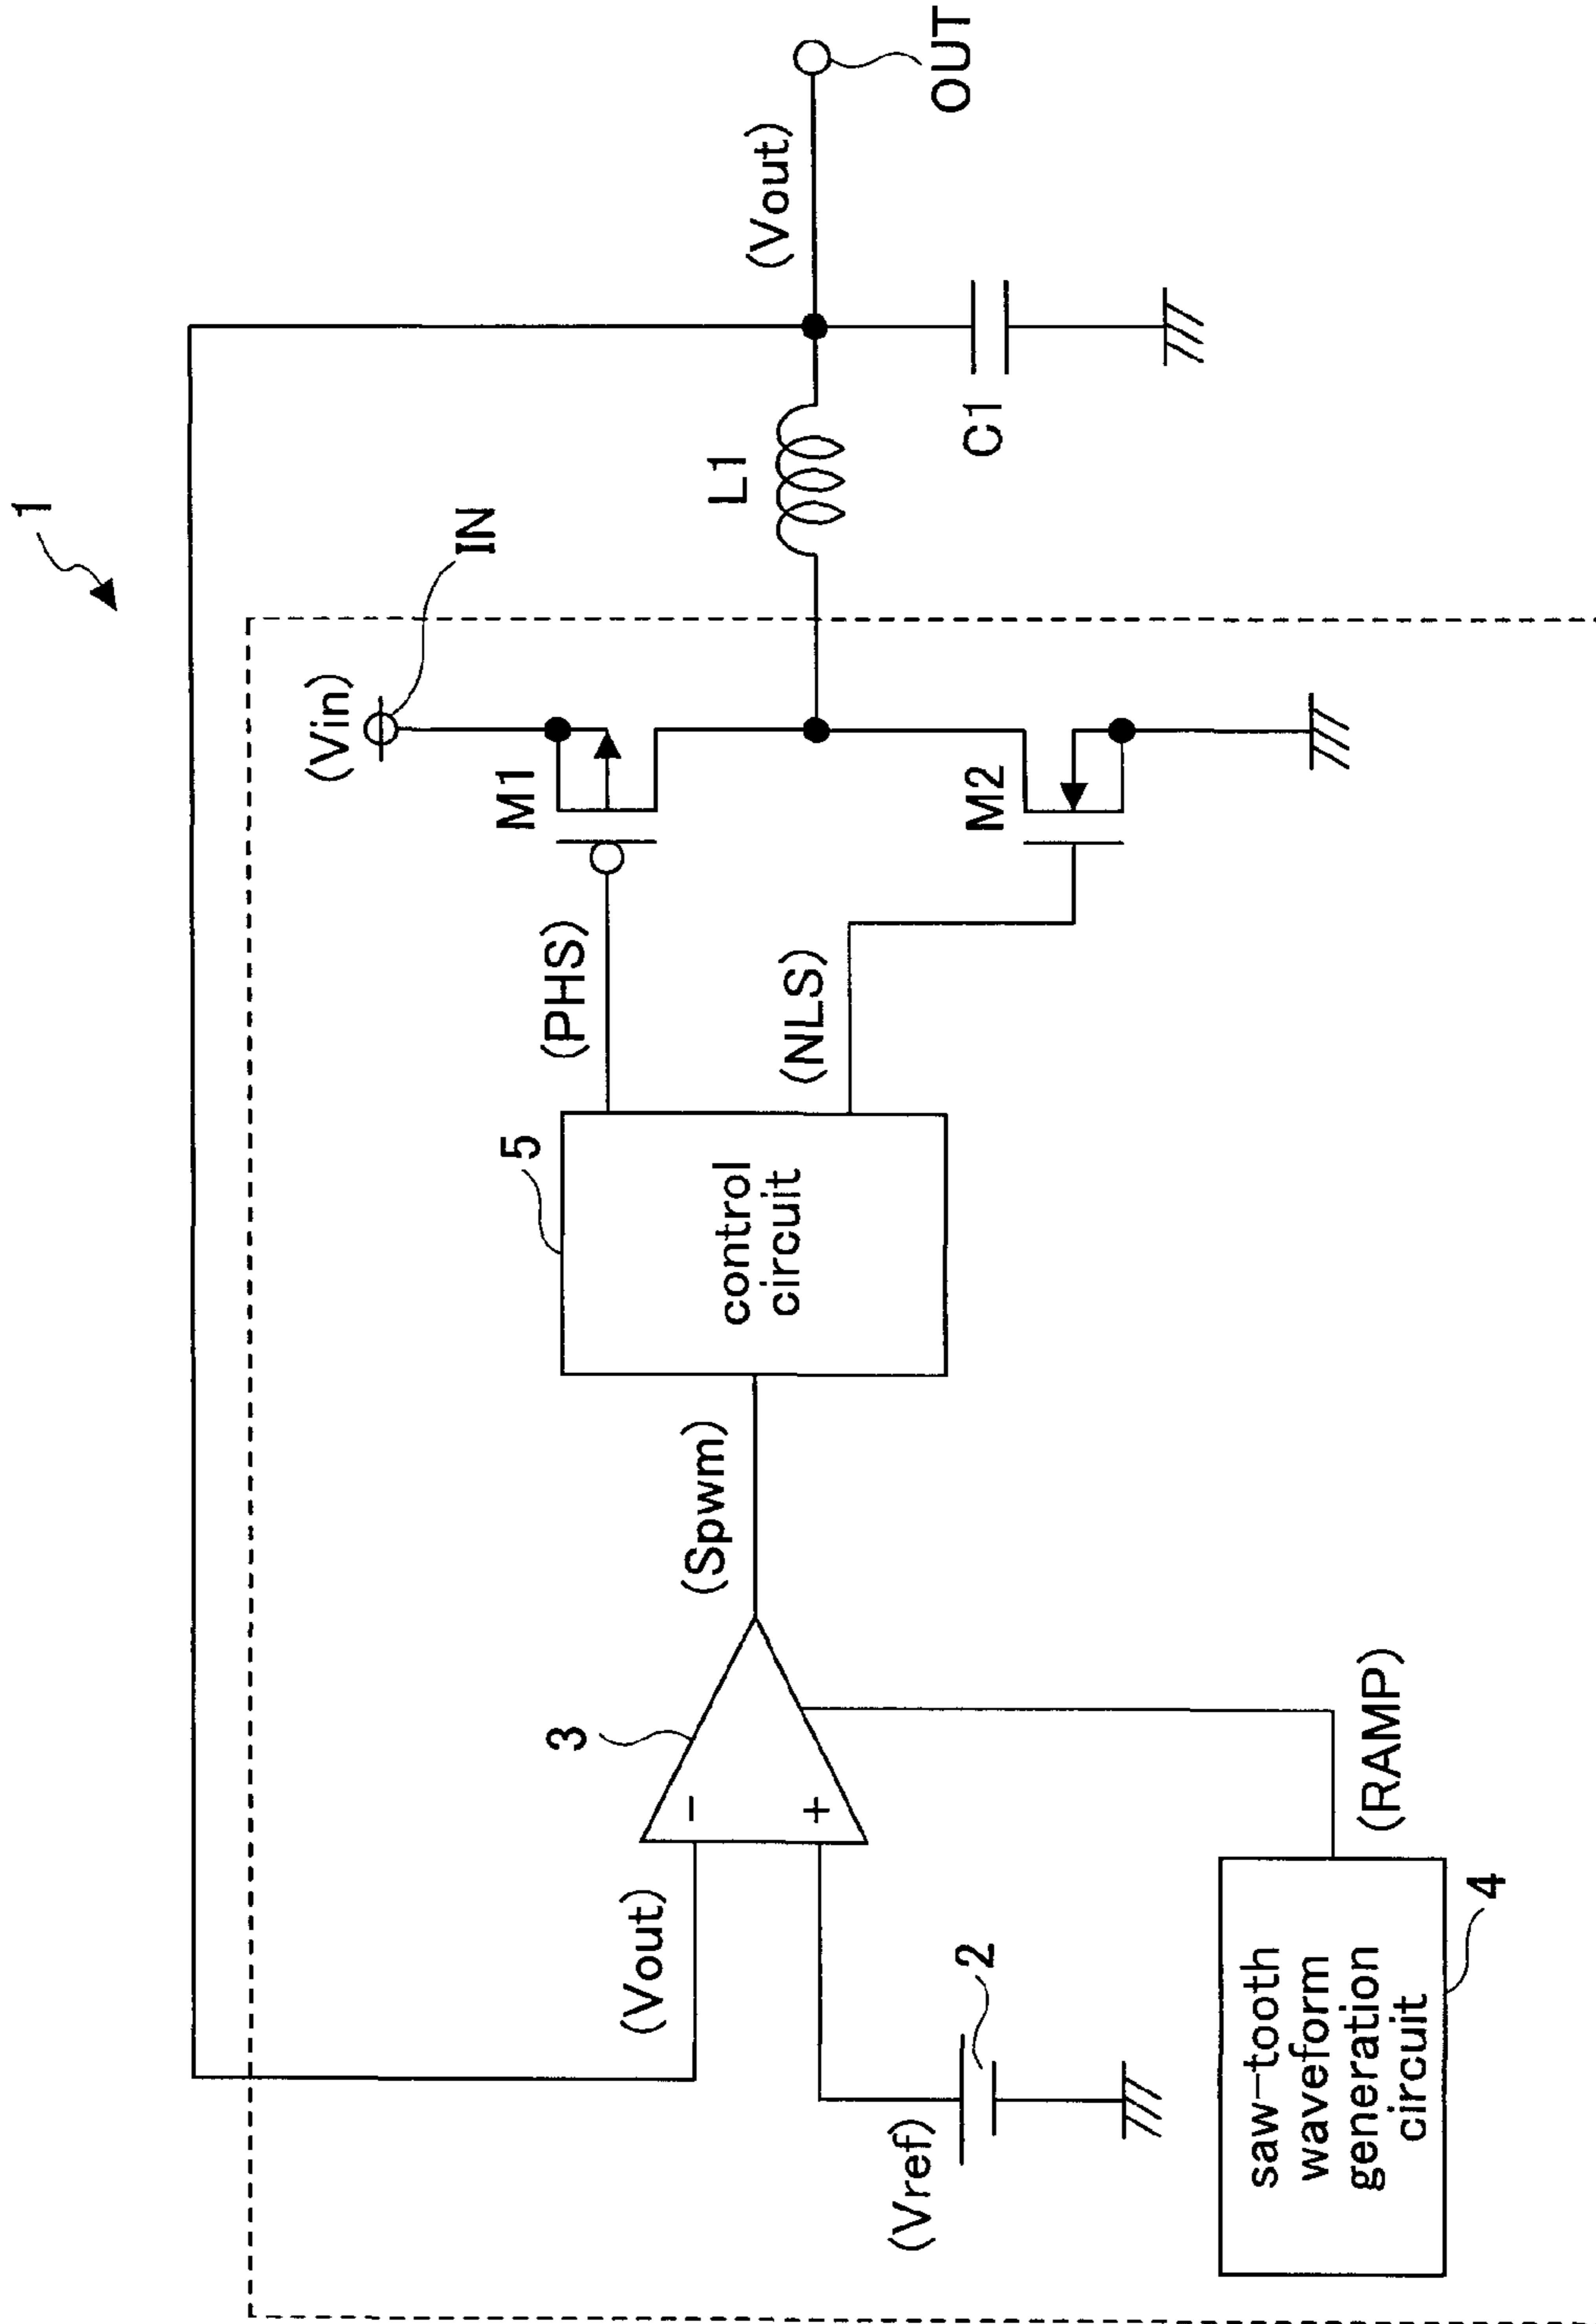 1
(Vin)
IN
M1
(PHS)
5
control
circuit
(NLS)
M2
L1
C1
(Vout)
OUT
(Spwm)
3
-
+
(Vout)
(Vref)
2
(RAMP)
saw-tooth
waveform
generation
circuit
4